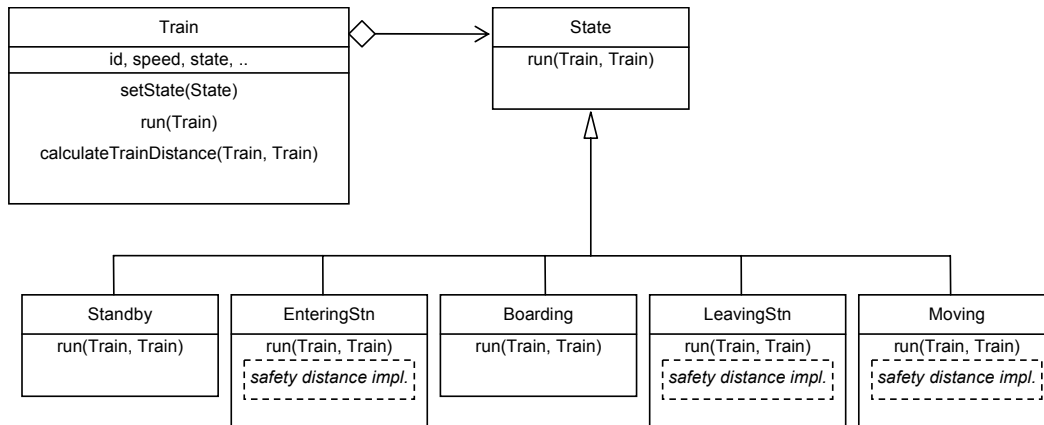 Train
id, speed, state, ..
setState(State)
run(Train)
calculateTrainDistance(Train, Train)
State
run(Train, Train)
Standby
run(Train, Train)
EnteringStn
run(Train, Train)
safety distance impl.
Boarding
run(Train, Train)
LeavingStn
run(Train, Train)
safety distance impl.
Moving
run(Train, Train)
safety distance impl.